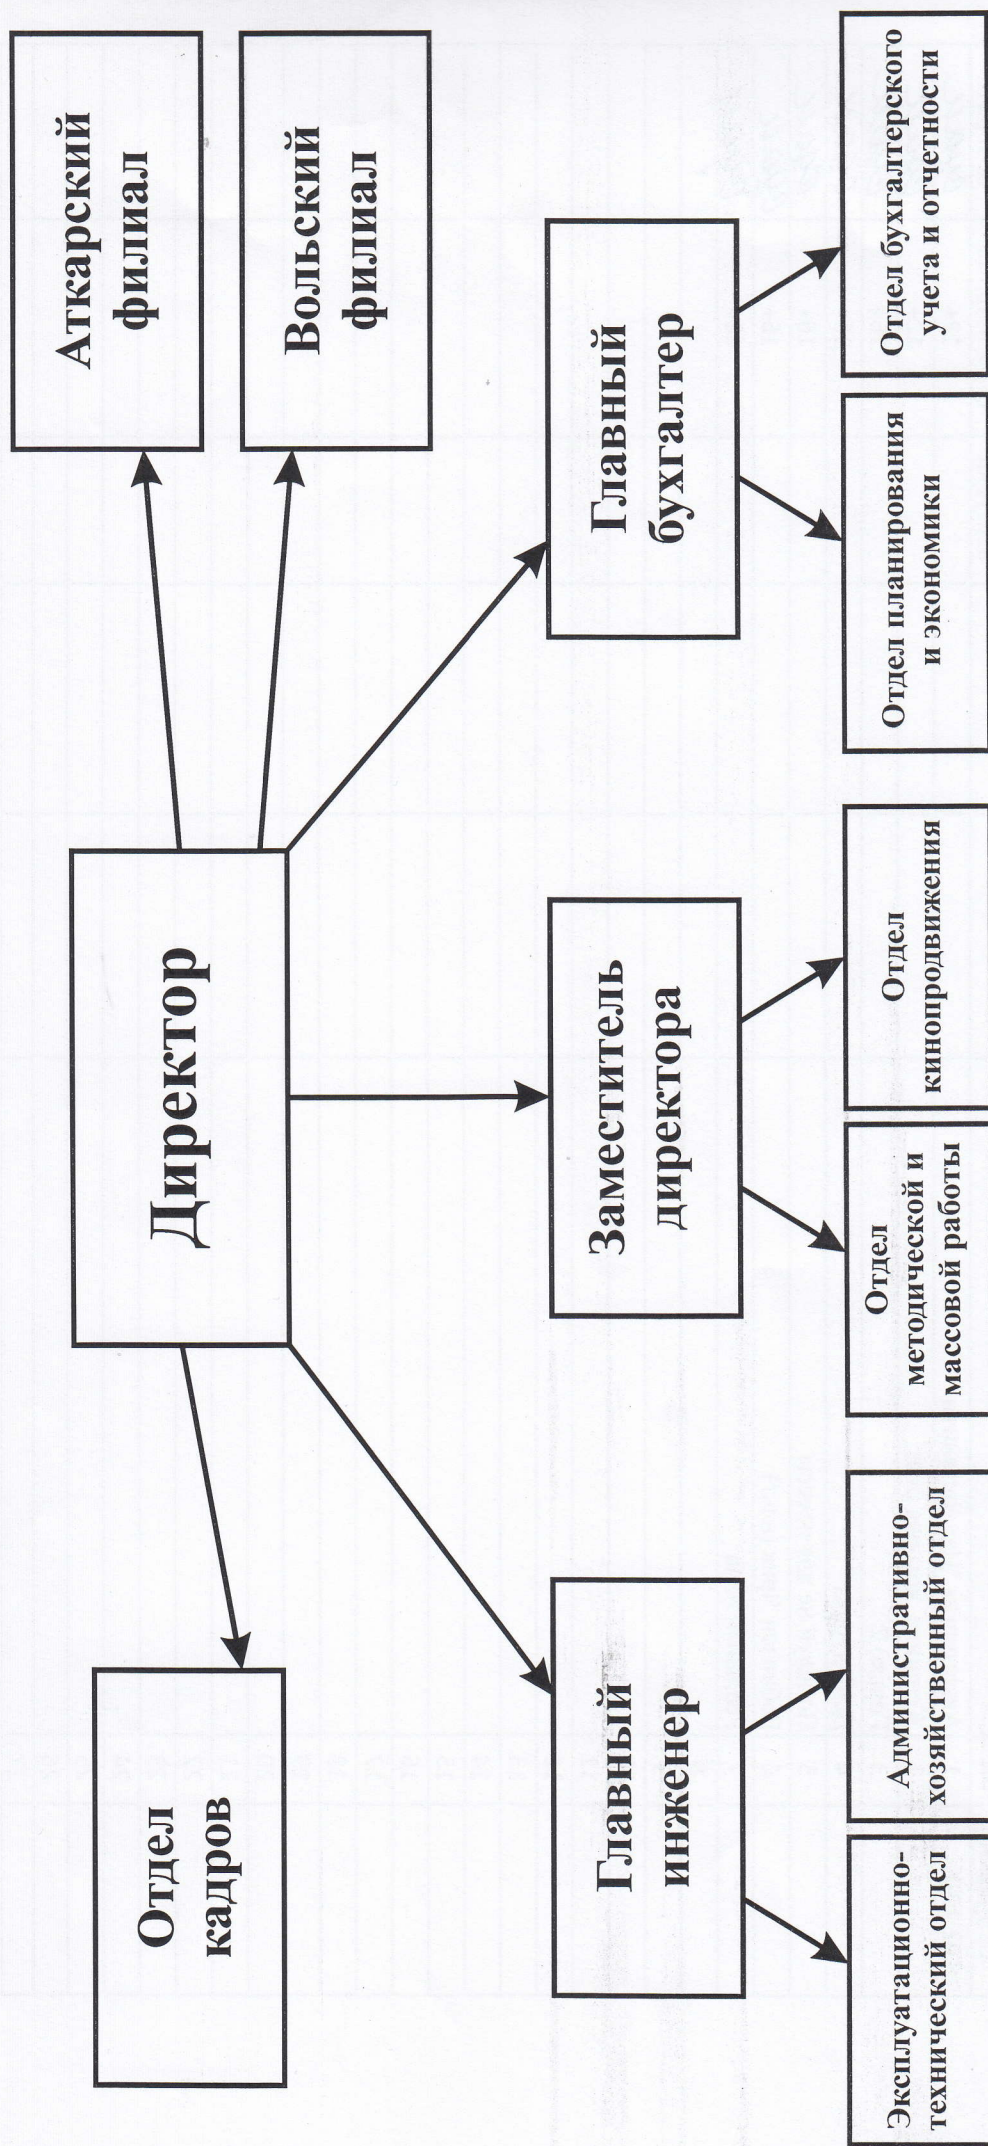 Директор
Отдел
кадров
Аткарский
филиал
Вольский
филиал
Главный
инженер
Заместитель
директора
Главный
бухгалтер
Эксплуатационно-
технический отдел
Административно-
хозяйственный отдел
Отдел
методической и
массовой работы
Отдел
кинопродвижения
Отдел планирования
и экономики
Отдел бухгалтерского
учета и отчетности